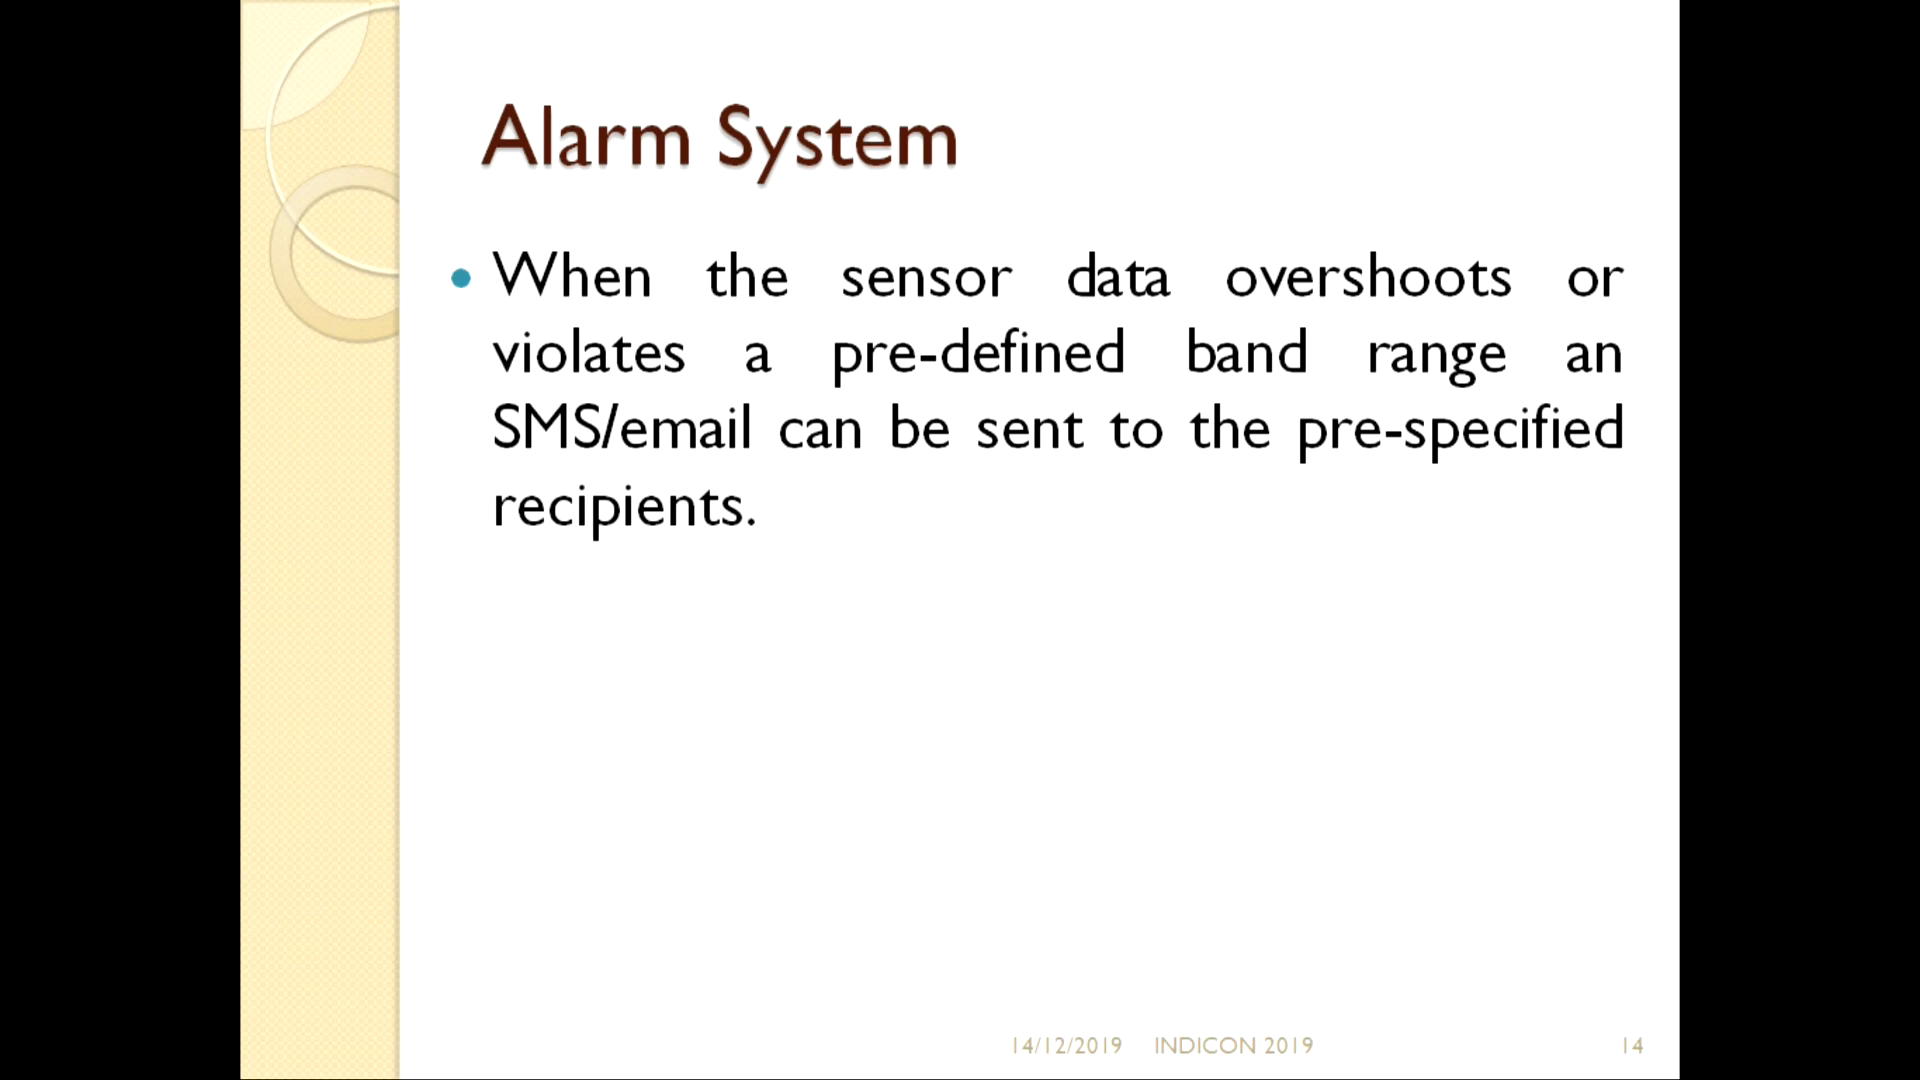 Alarm System
• When the sensor data overshoots or
violates a pre-defined band range an
SMS/email can be sent to the pre-specified
recipients.
14/12/2019 INDICON 2019 14